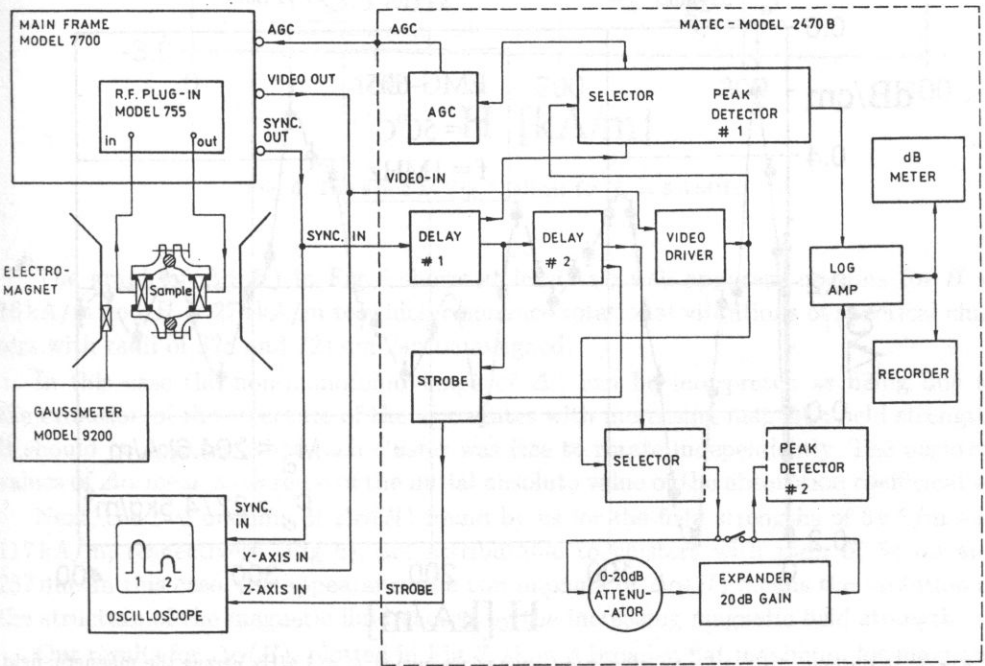 MAIN FRAME
MODEL 7700
R.F. PLUG-IN
MODEL 755
in
out
AGC
VIDEO OUT
SYNC.
OUT
VIDEO-IN
SYNC. IN
MATEC - MODEL 2470 B
AGC
AGC
SELECTOR
PEAK
DETECTOR
# 1
dB
METER
DELAY
# 1
DELAY
# 2
VIDEO
DRIVER
LOG
AMP
RECORDER
ELECTRO-
MAGNET
Sample
GAUSSMETER
MODEL 9200
STROBE
SELECTOR
PEAK
DETECTOR
# 2
SYNC.
IN
Y-AXIS IN
Z-AXIS IN
1 2
OSCILLOSCOPE
STROBE
0-20dB
ATTENU-
-ATOR
EXPANDER
20dB GAIN